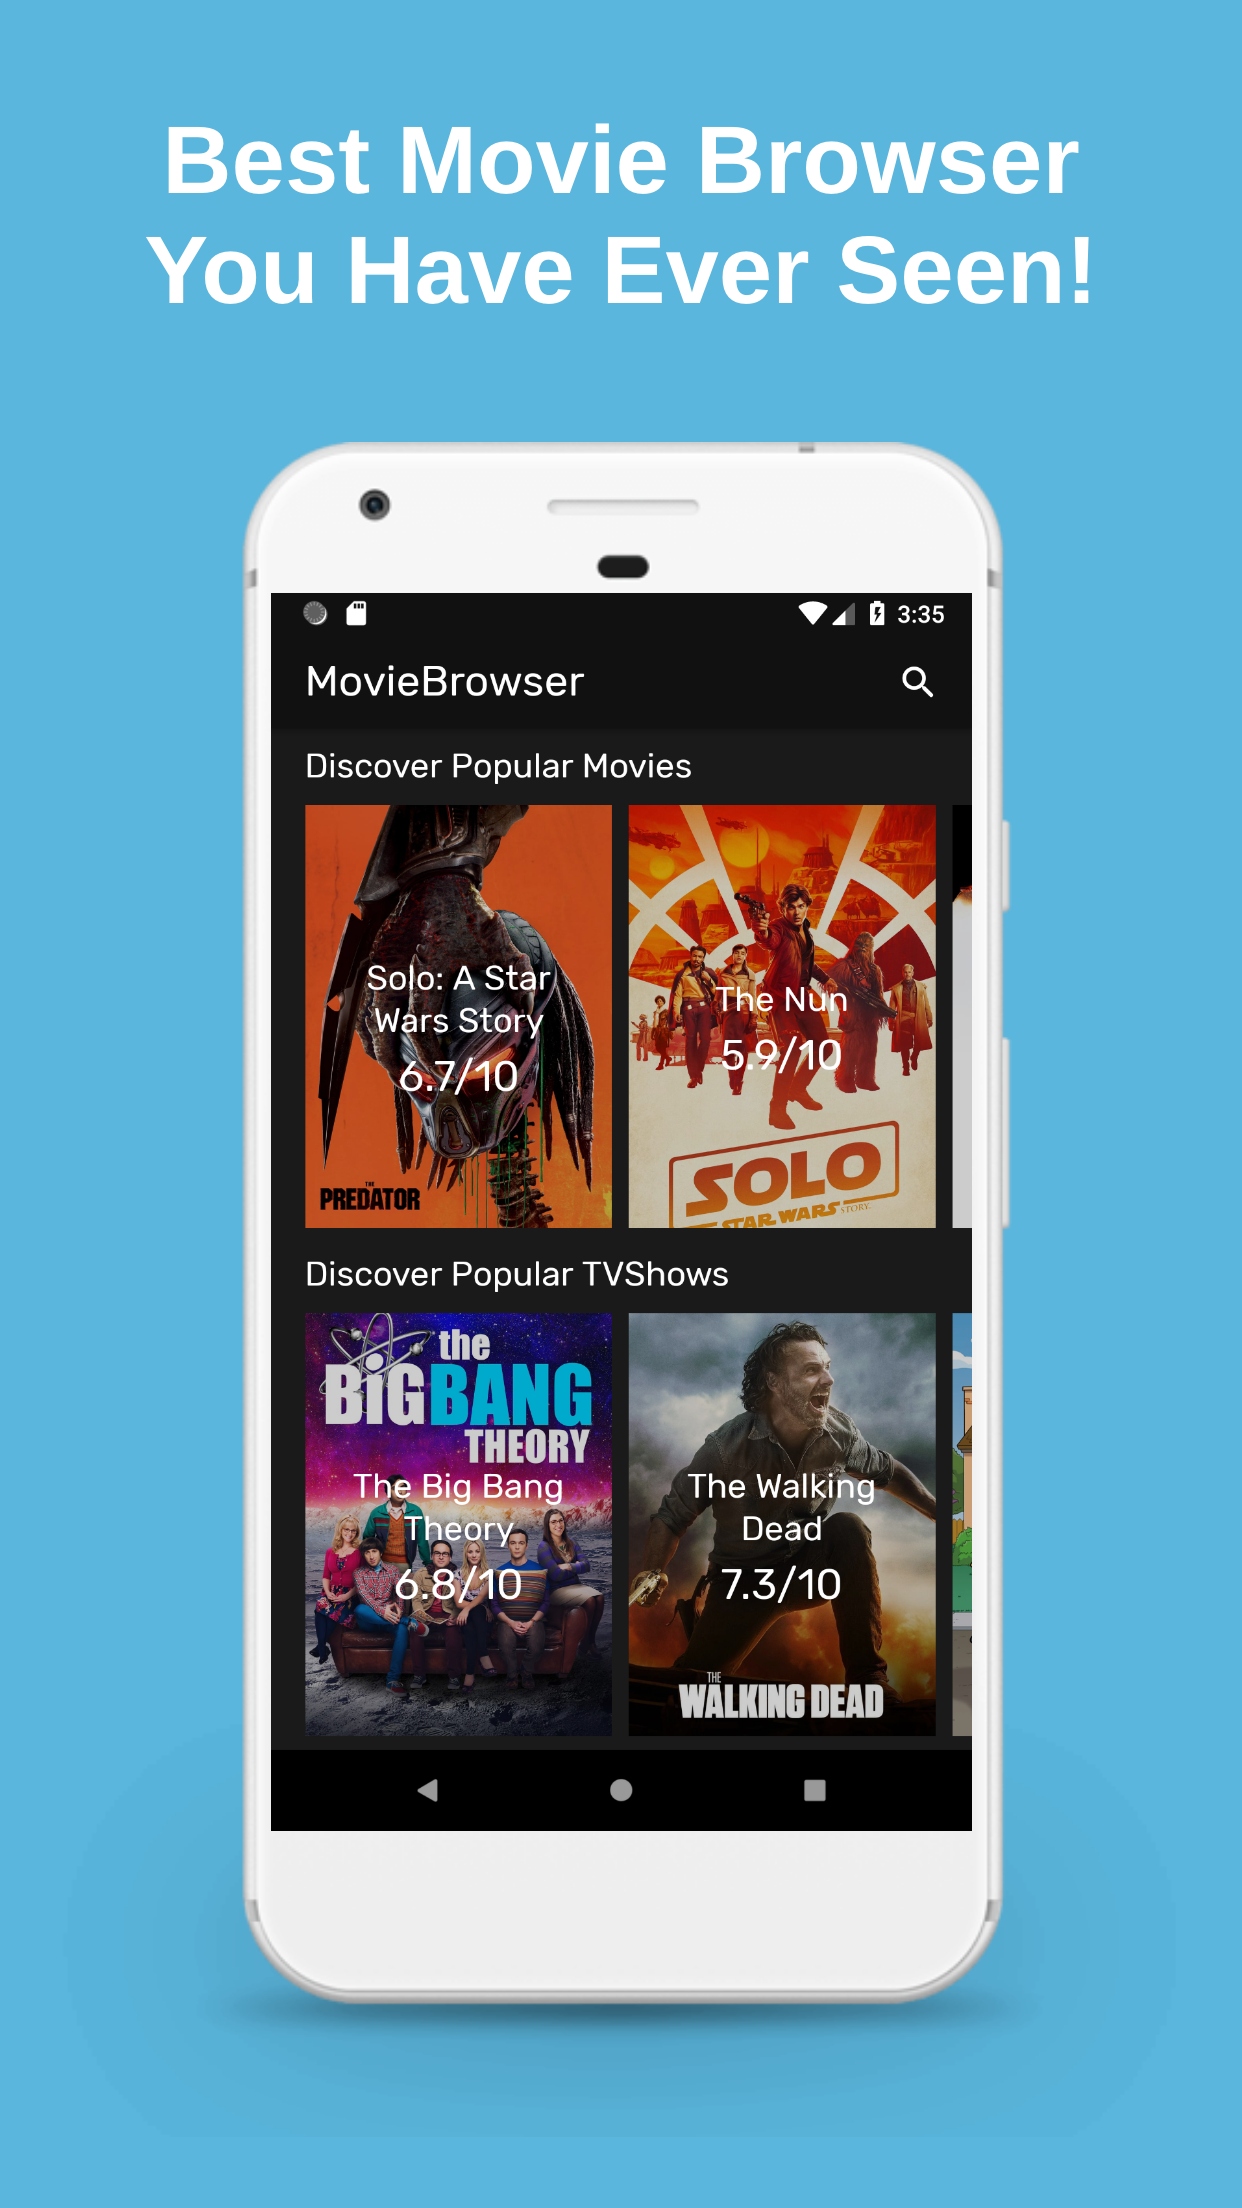 Best Movie Browser
You Have Ever Seen!
3:35
MovieBrowser
Discover Popular Movies
Solo: A Star
Wars Story
6.7/10
THE
PREDATOR
The Nun
5.9/10
SOLO
STAR WARS STORY
Discover Popular TVShows
the
BIGBANG
THEORY
The Big Bang
Theory
6.8/10
The Walking
Dead
7.3/10
THE
WALKING DEAD